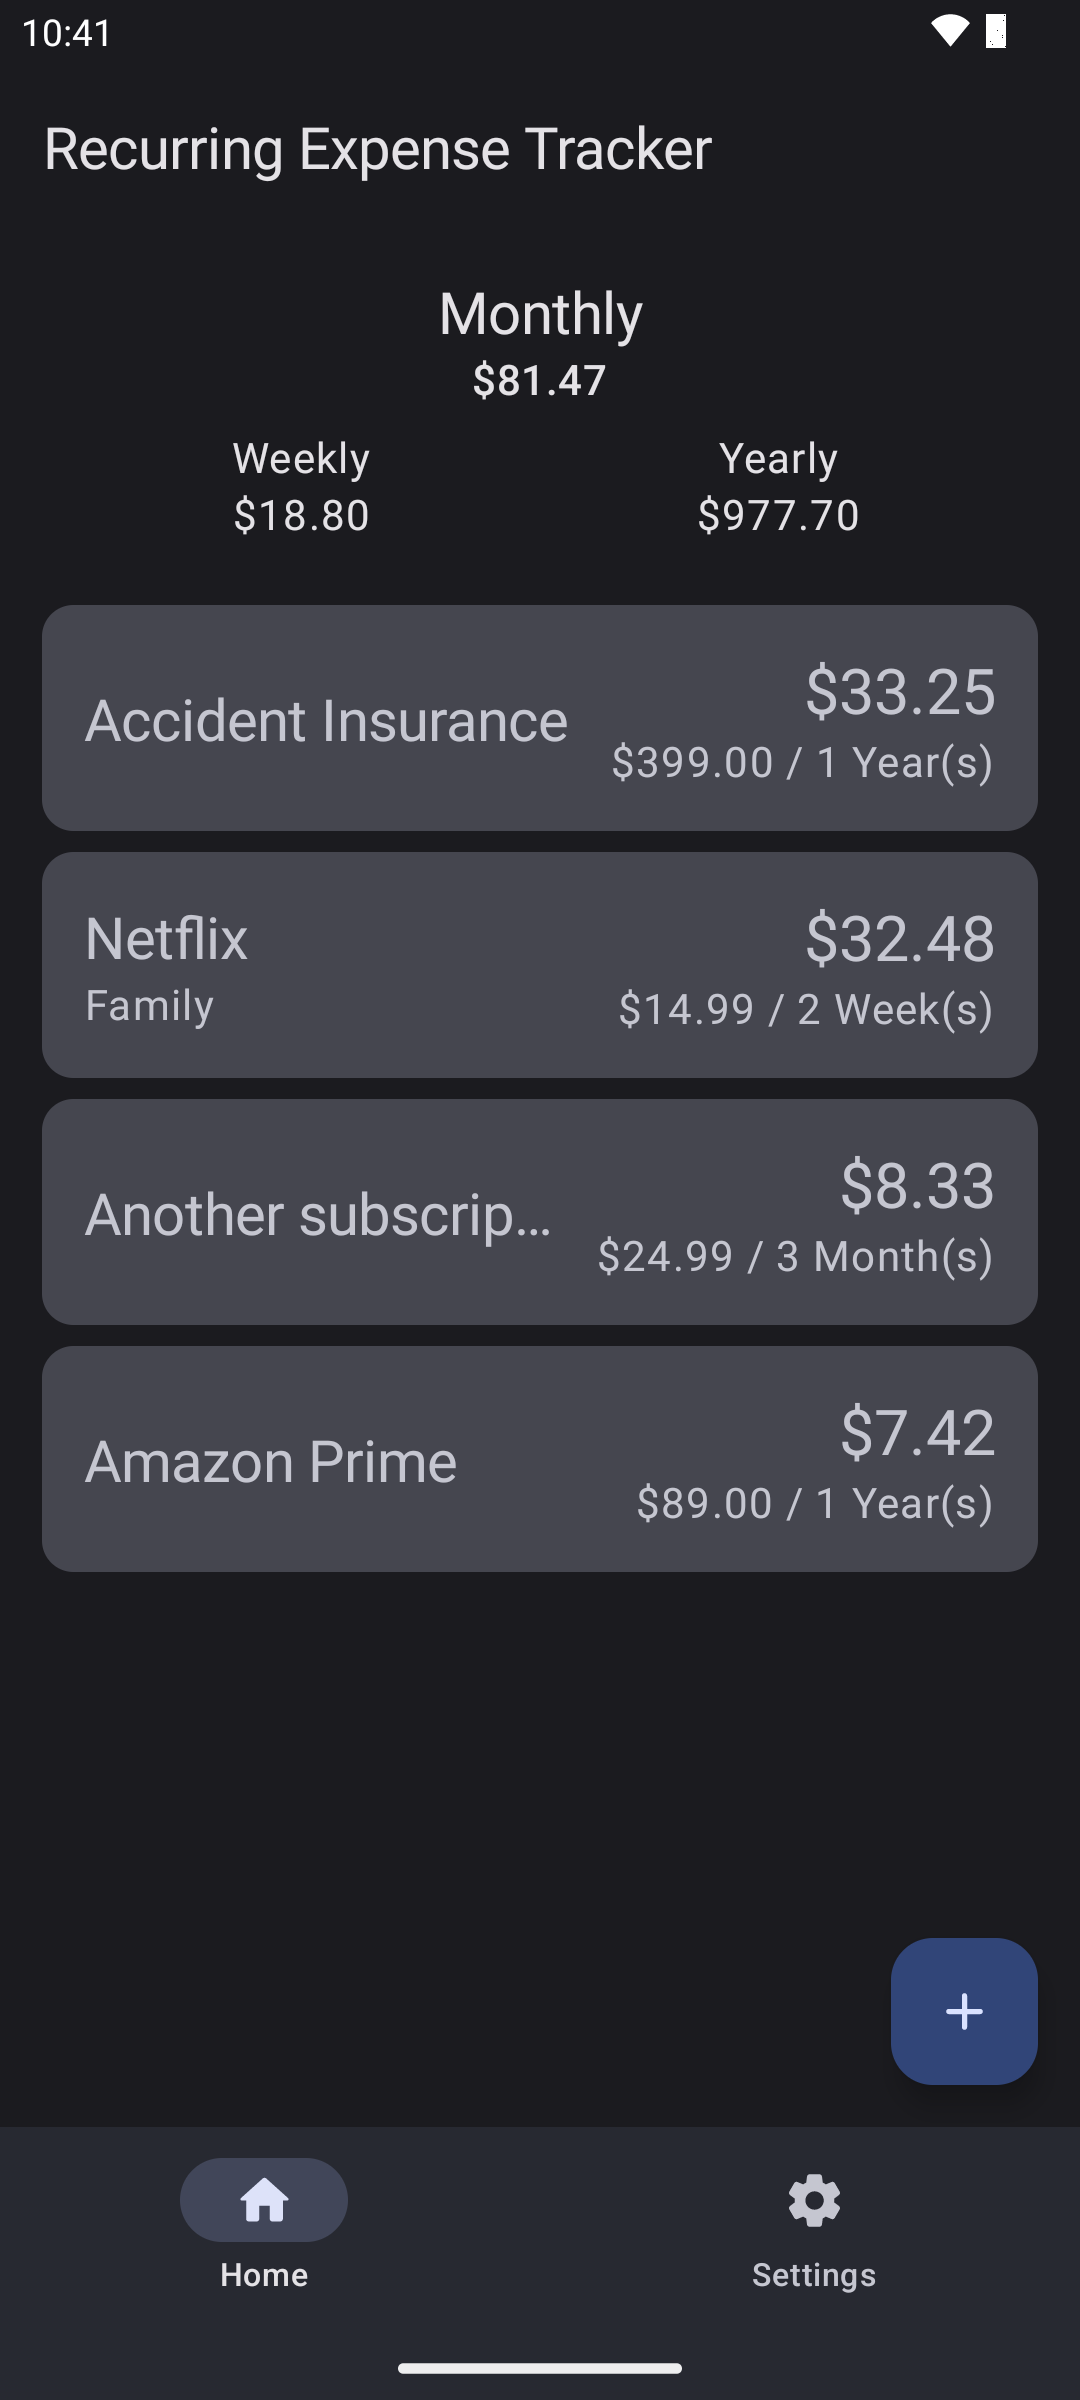 10:41
Recurring Expense Tracker
Monthly
$81.47
Weekly
$18.80
Yearly
$977.70
Accident Insurance
$33.25
$399.00 / 1 Year(s)
Netflix
Family
$32.48
$14.99 / 2 Week(s)
Another subscrip...
$8.33
$24.99 / 3 Month(s)
Amazon Prime
$7.42
$89.00 / 1 Year(s)
Home
Settings